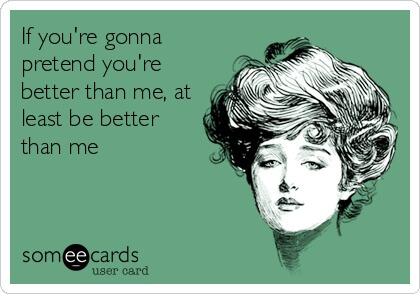 If you're gonna
pretend you're
better than me, at
least be better
than me
someecards
user card